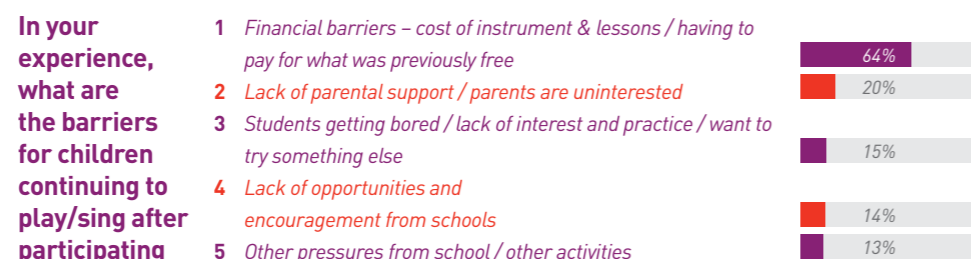 In your
experience,
what are
the barriers
for children
continuing to
play/sing after
participating
1 Financial barriers – cost of instrument & lessons / having to
pay for what was previously free
64%
2 Lack of parental support / parents are uninterested
20%
3 Students getting bored / lack of interest and practice / want to
try something else
15%
4 Lack of opportunities and
encouragement from schools
14%
5 Other pressures from school / other activities
13%